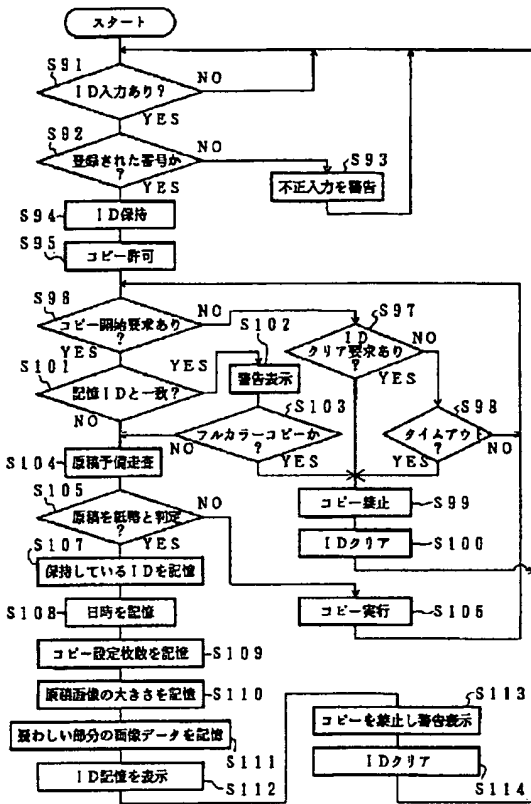 スタート
S91
ID入力あり?
NO
YES
S92
登録された番号か
?
NO
YES
S93
不正入力を警告
S94
ID保持
S95
コピー許可
S98
コピー開始要求あり
?
NO
YES
S97
ID
クリア要求あり
?
NO
YES
S102
警告表示
S101
記憶IDと一致?
YES
NO
S103
フルカラーコピーか
?
NO
YES
S98
タイムアウト
?
YES
NO
S104
原稿予備走査
S99
コピー禁止
S100
IDクリア
S105
原稿を紙幣と判定
?
NO
YES
S107
保持しているIDを記憶
S106
コピー実行
S108
日時を記憶
S109
コピー設定枚数を記憶
S110
原稿画像の大きさを記憶
S111
疑わしい部分の画像データを記憶
S112
ID記憶を表示
S113
コピーを禁止し警告表示
S114
IDクリア